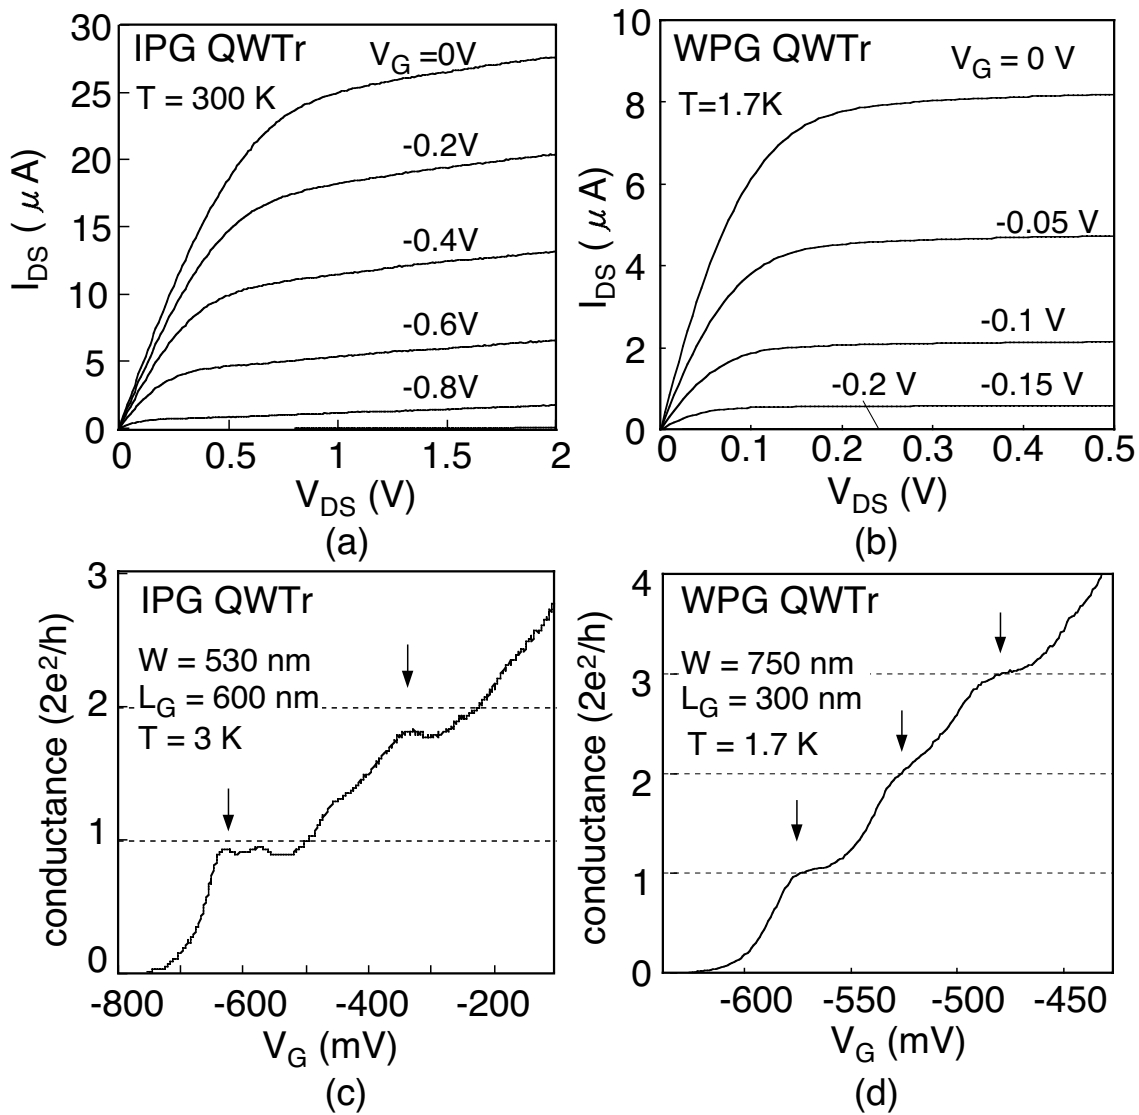 30
25
20
15
10
5
0
I_DS ( μ A)
IPG QWTr
T = 300 K
V_G =0V
-0.2V
-0.4V
-0.6V
-0.8V
0 0.5 1 1.5 2
V_DS (V)
(a)
10
8
6
4
2
0
I_DS ( μ A)
WPG QWTr
T=1.7K
V_G = 0 V
-0.05 V
-0.1 V
-0.2 V -0.15 V
0 0.1 0.2 0.3 0.4 0.5
V_DS (V)
(b)
3
2
1
0
conductance (2e²/h)
IPG QWTr
W = 530 nm
L_G = 600 nm
T = 3 K
-800 -600 -400 -200
V_G (mV)
(c)
4
3
2
1
0
conductance (2e²/h)
WPG QWTr
W = 750 nm
L_G = 300 nm
T = 1.7 K
-600 -550 -500 -450
V_G (mV)
(d)